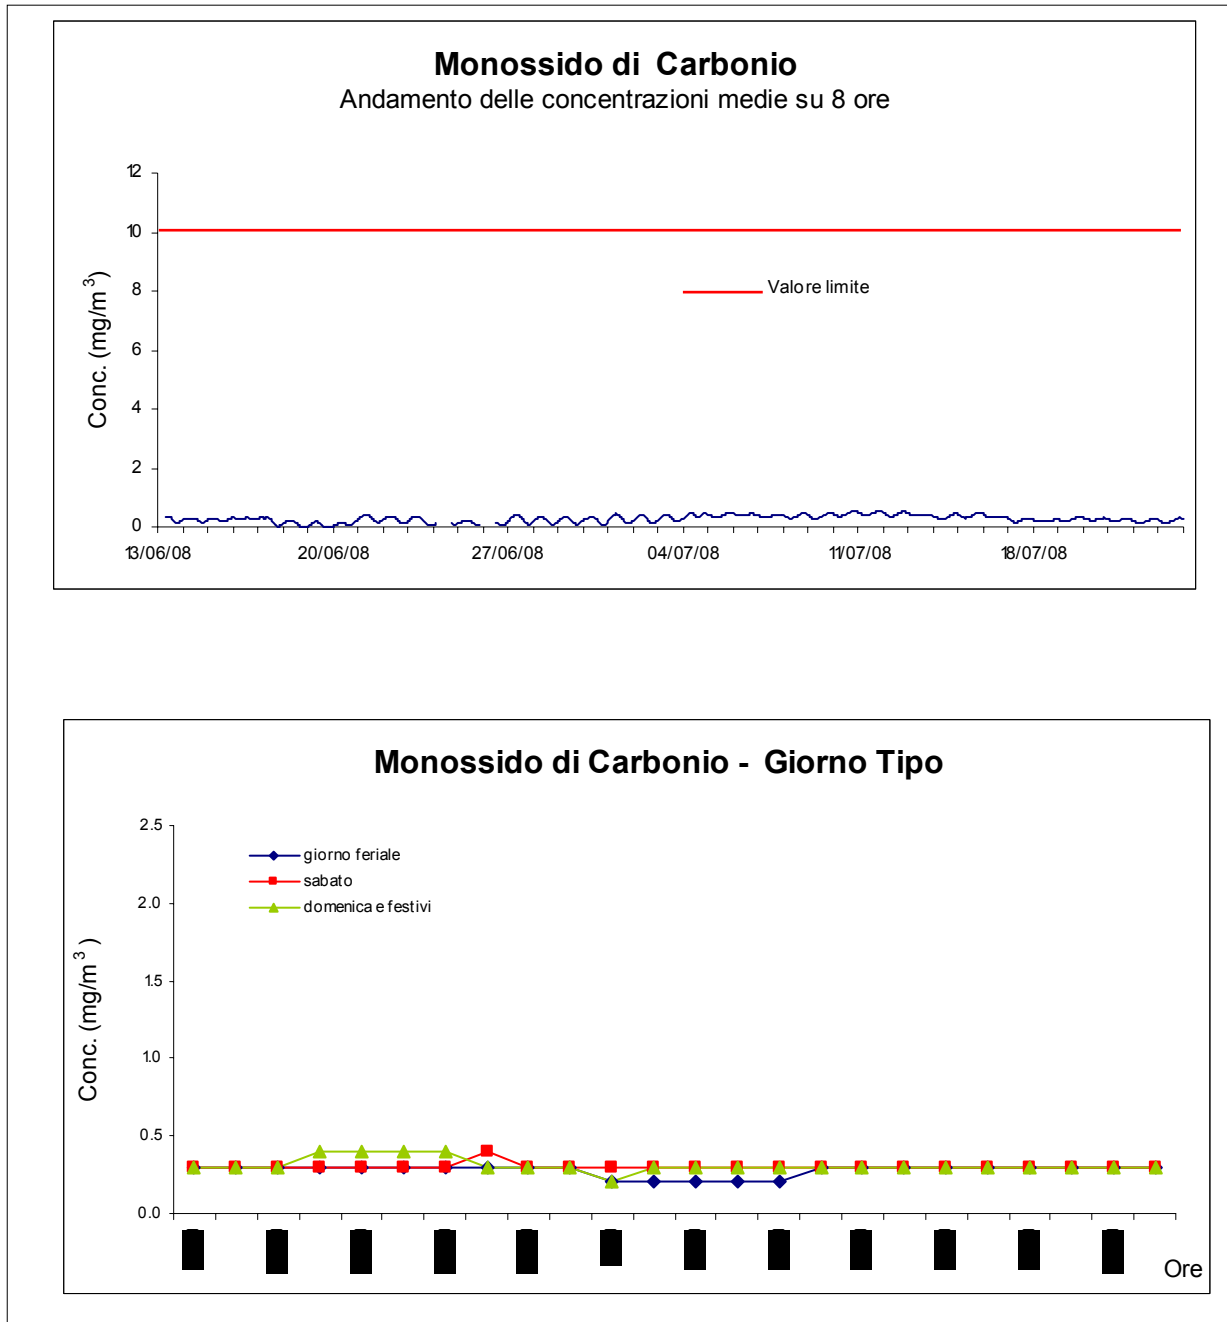 Monossido di Carbonio
Andamento delle concentrazioni medie su 8 ore
12
10
8
6
4
2
0
Conc. (mg/m³)
Valore limite
13/06/08 20/06/08 27/06/08 04/07/08 11/07/08 18/07/08
Monossido di Carbonio - Giorno Tipo
2.5
2.0
1.5
1.0
0.5
0.0
Conc. (mg/m³)
giorno feriale
sabato
domenica e festivi
Ore